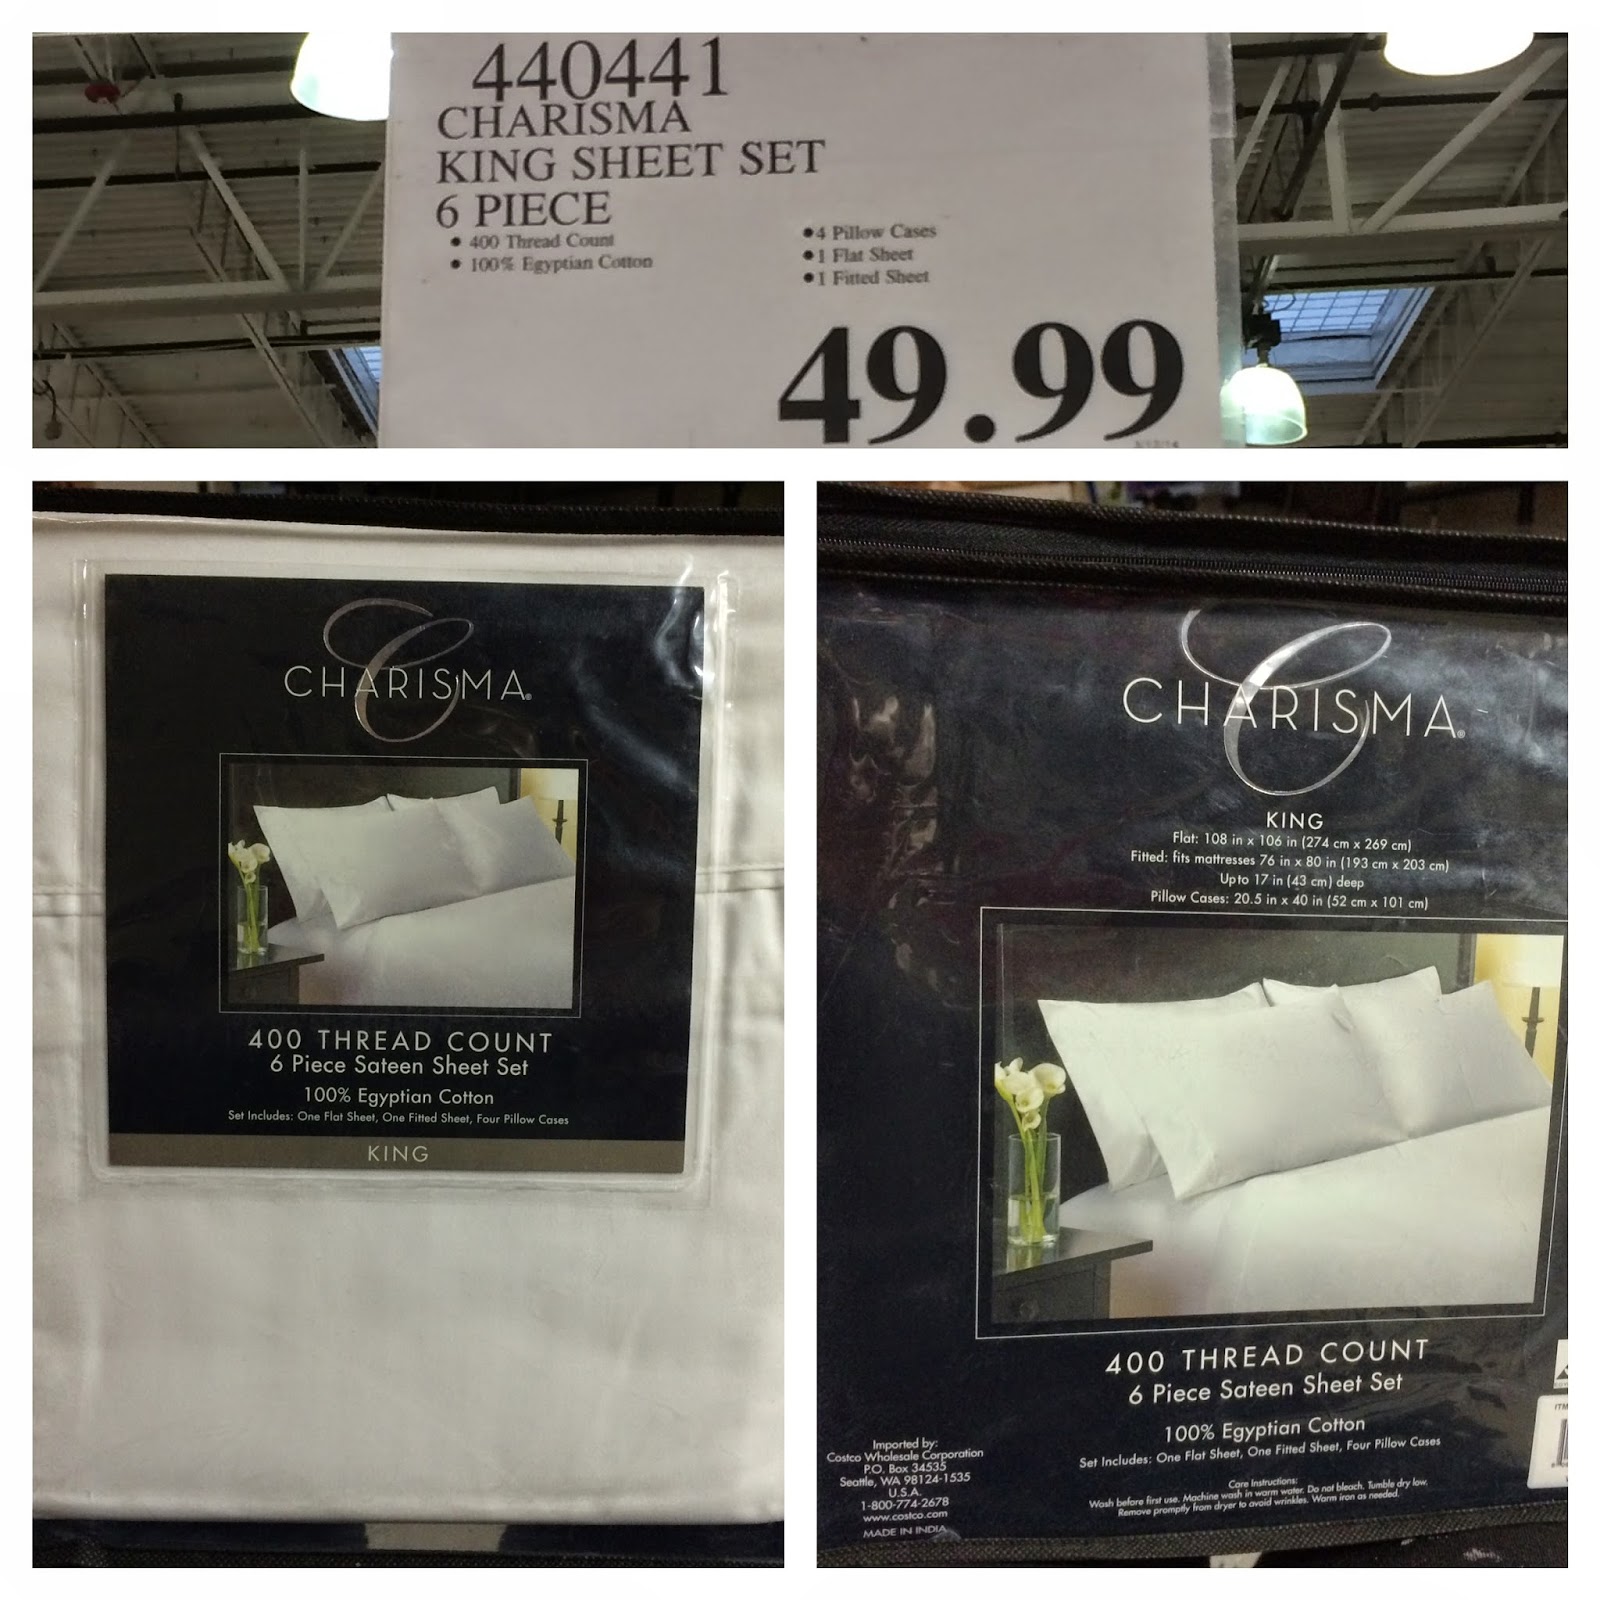 440441
CHARISMA
KING SHEET SET
6 PIECE
• 400 Thread Count
• 100% Egyptian Cotton
•4 Pillow Cases
•1 Flat Sheet
•1 Fitted Sheet
49.99
C
CHARISMA®
400 THREAD COUNT
6 Piece Sateen Sheet Set
100% Egyptian Cotton
Set Includes: One Flat Sheet, One Fitted Sheet, Four Pillow Cases
KING
C
CHARISMA®
KING
Flat: 108 in x 106 in (274 cm x 269 cm)
Fitted: fits mattresses 76 in x 80 in (193 cm x 203 cm)
Up to 17 in (43 cm) deep
Pillow Cases: 20.5 in x 40 in (52 cm x 101 cm)
400 THREAD COUNT
6 Piece Sateen Sheet Set
100% Egyptian Cotton
Set Includes: One Flat Sheet, One Fitted Sheet, Four Pillow Cases
Care Instructions:
Wash before first use. Machine wash in warm water. Do not bleach. Tumble dry low.
Remove promptly from dryer to avoid wrinkles. Warm iron as needed.
Imported by:
Costco Wholesale Corporation
P.O. Box 34535
Seattle, WA 98124-1535
U.S.A.
1-800-774-2678
www.costco.com
MADE IN INDIA